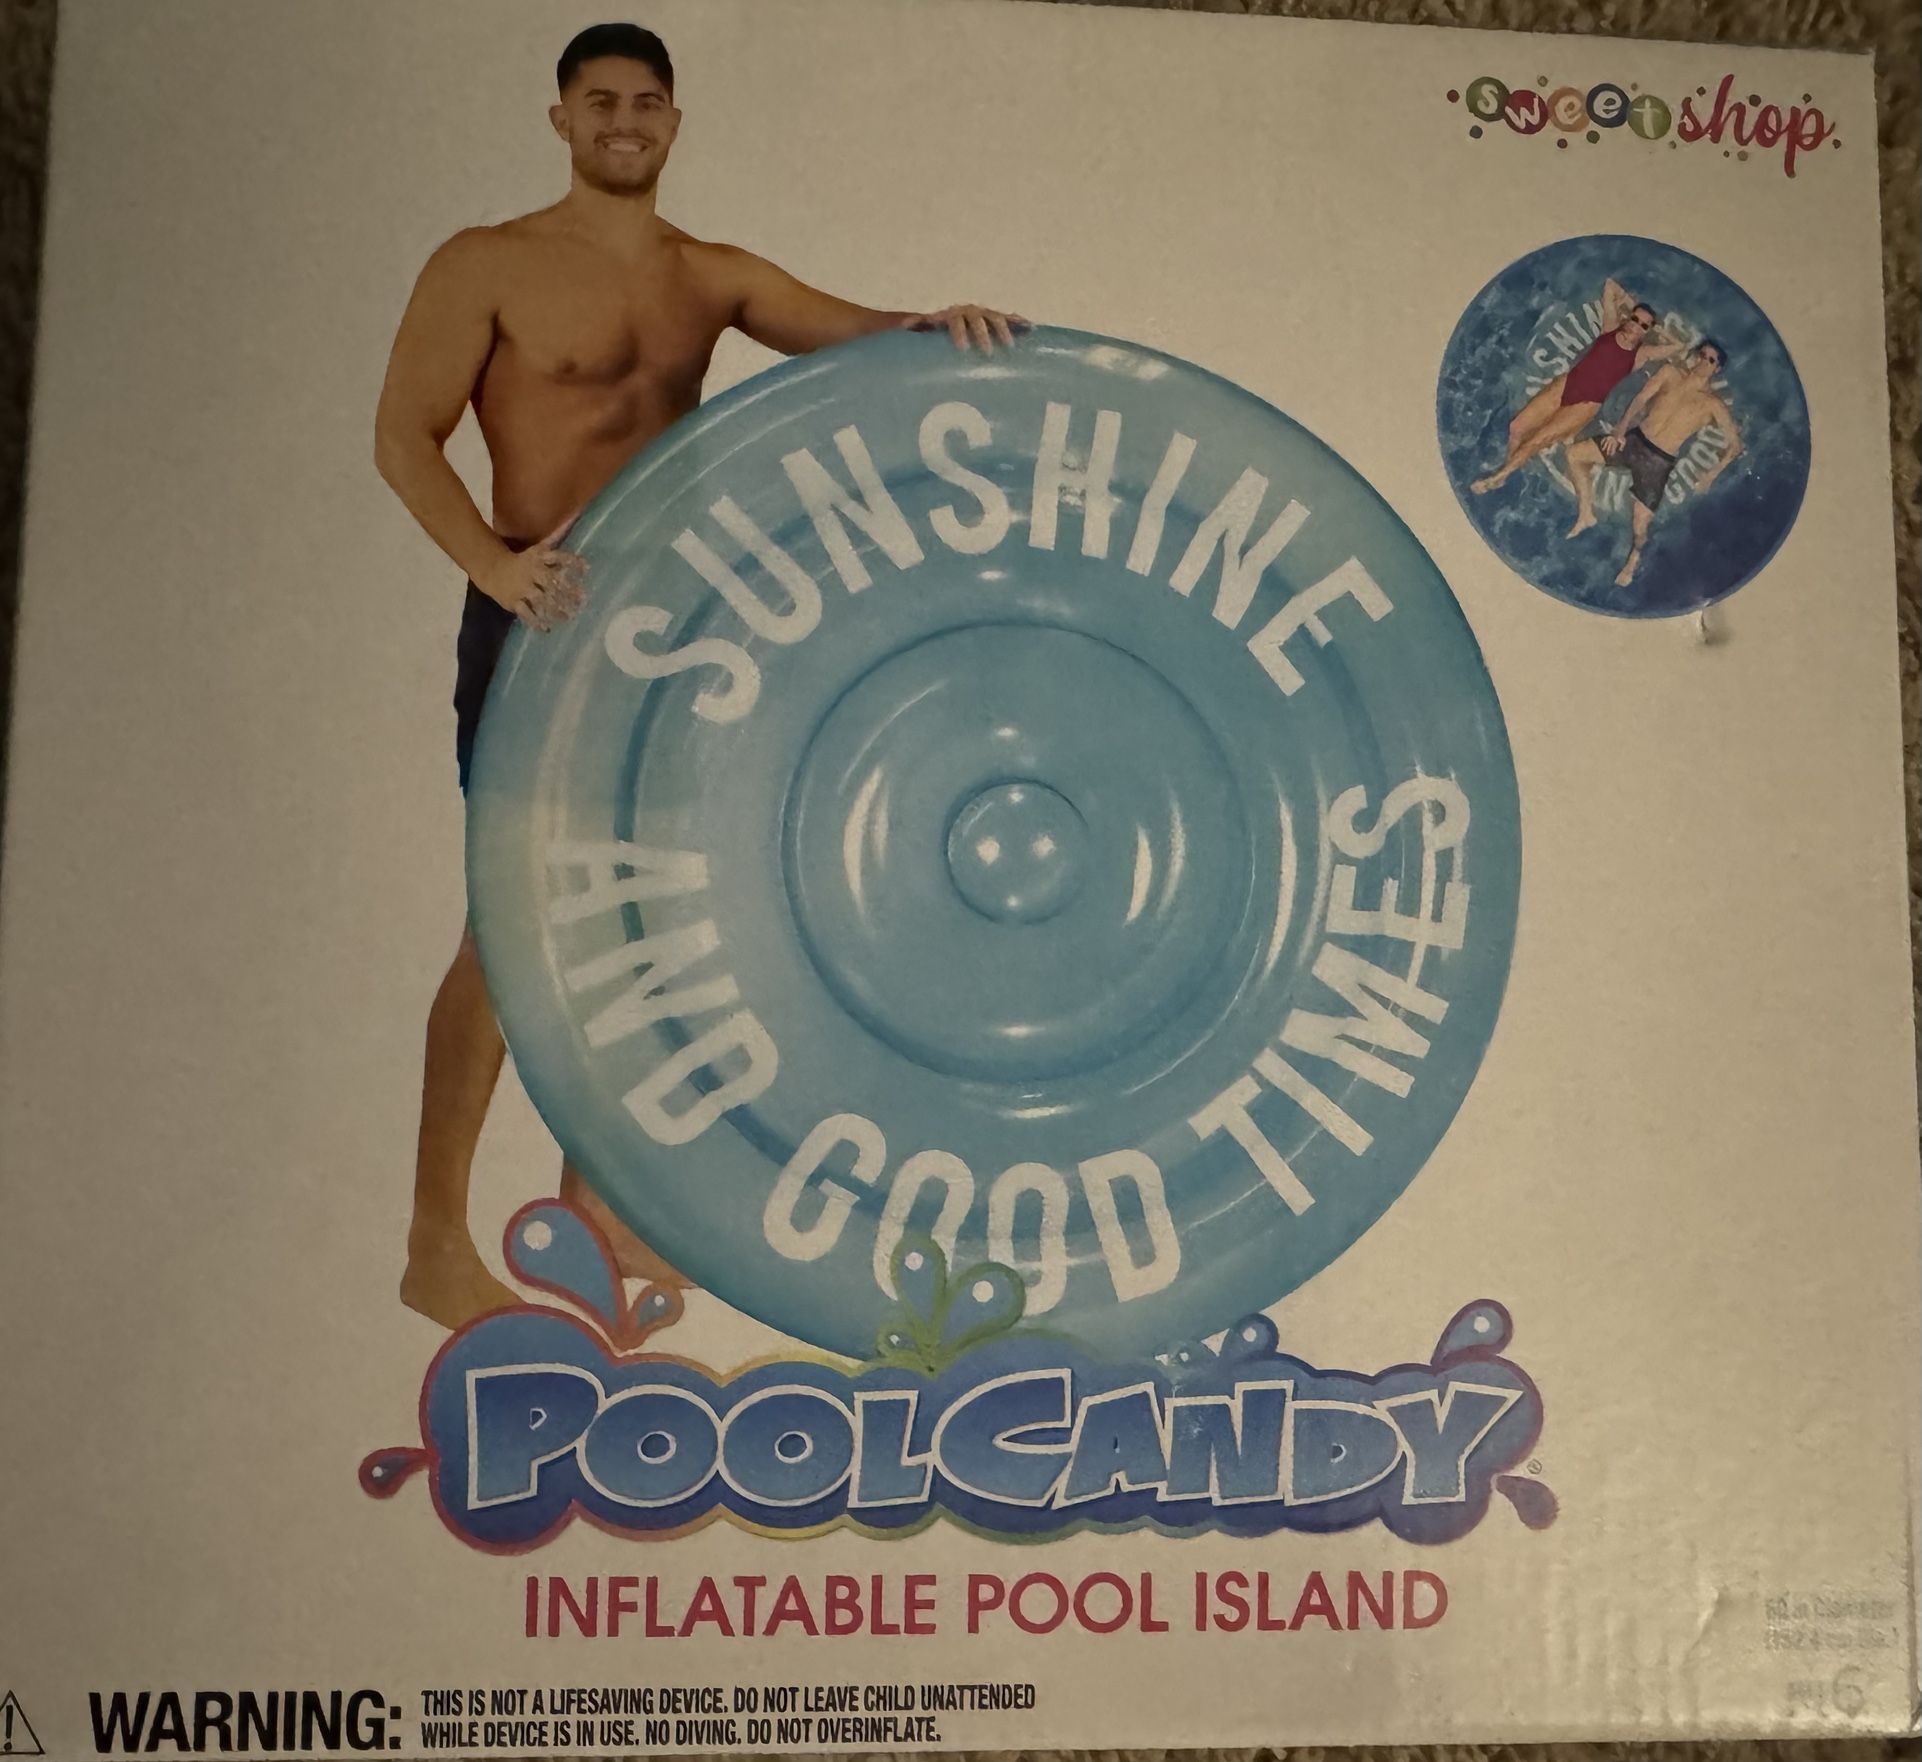 sweet shop
SUNSHINE
AND GOOD TIMES
POOLCANDY
INFLATABLE POOL ISLAND
WARNING: THIS IS NOT A LIFESAVING DEVICE. DO NOT LEAVE CHILD UNATTENDED
WHILE DEVICE IS IN USE. NO DIVING. DO NOT OVERINFLATE.